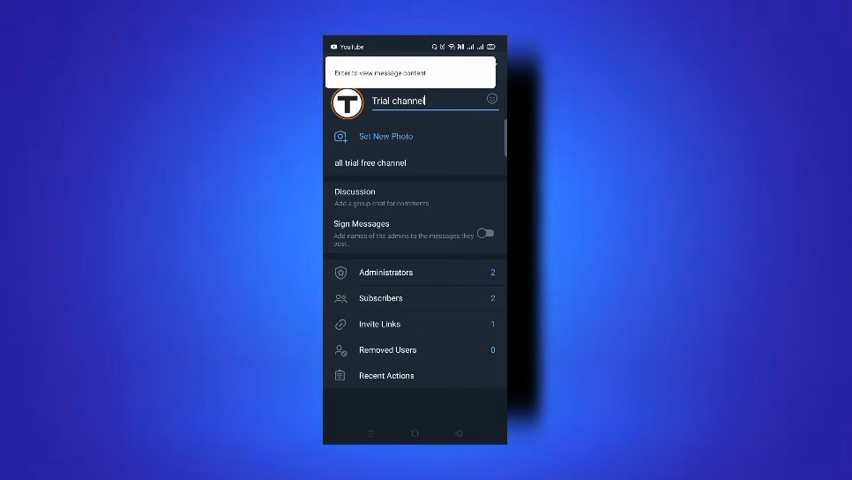 YouTube
Enter to view message content
T
Trial channel
Set New Photo
all trial free channel
Discussion
Add a group chat for comments
Sign Messages
Add names of the admins to the messages they
post.
Administrators 2
Subscribers 2
Invite Links 1
Removed Users 0
Recent Actions